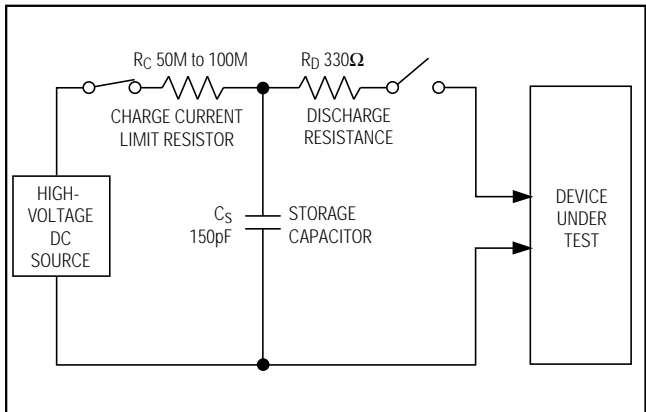 R_C 50M to 100M
CHARGE CURRENT
LIMIT RESISTOR
R_D 330Ω
DISCHARGE
RESISTANCE
HIGH-
VOLTAGE
DC
SOURCE
C_S
150pF
STORAGE
CAPACITOR
DEVICE
UNDER
TEST